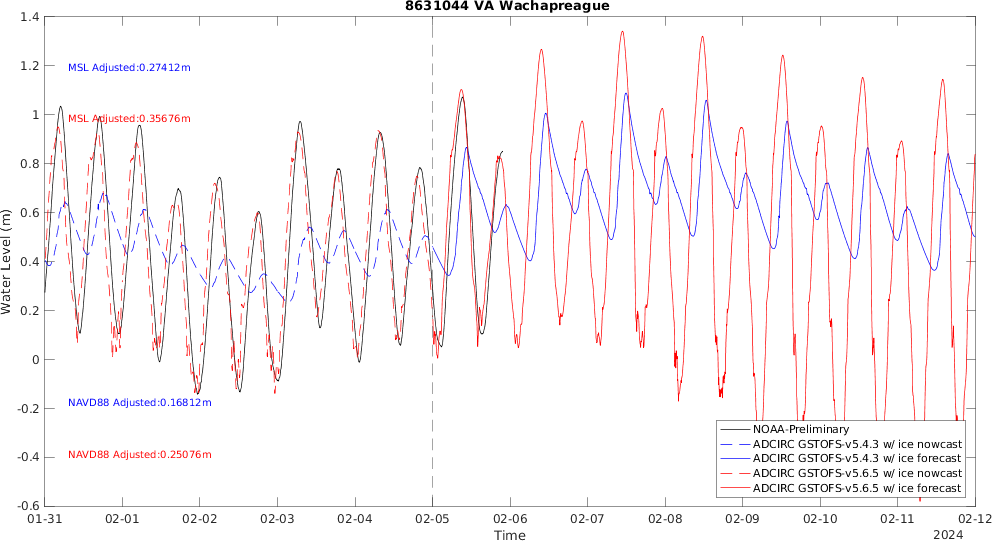 8631044 VA Wachapreague
1.4
1.2
1
0.8
0.6
0.4
0.2
0
-0.2
-0.4
-0.6
Water Level (m)
MSL Adjusted:0.27412m
MSL Adjusted:0.35676m
NAVD88 Adjusted:0.16812m
NAVD88 Adjusted:0.25076m
NOAA-Preliminary
ADCIRC GSTOFS-v5.4.3 w/ ice nowcast
ADCIRC GSTOFS-v5.4.3 w/ ice forecast
ADCIRC GSTOFS-v5.6.5 w/ ice nowcast
ADCIRC GSTOFS-v5.6.5 w/ ice forecast
01-31 02-01 02-02 02-03 02-04 02-05 02-06 02-07 02-08 02-09 02-10 02-11 02-12
Time
2024